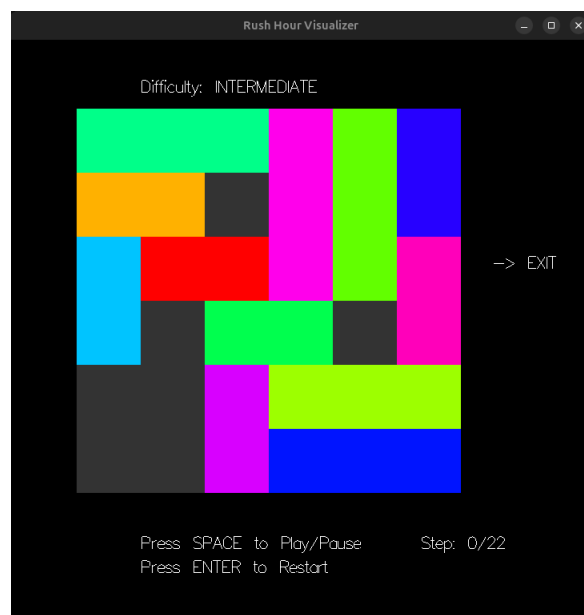 Rush Hour Visualizer
Difficulty: INTERMEDIATE
--> EXIT
Press SPACE to Play/Pause Step: 0/22
Press ENTER to Restart